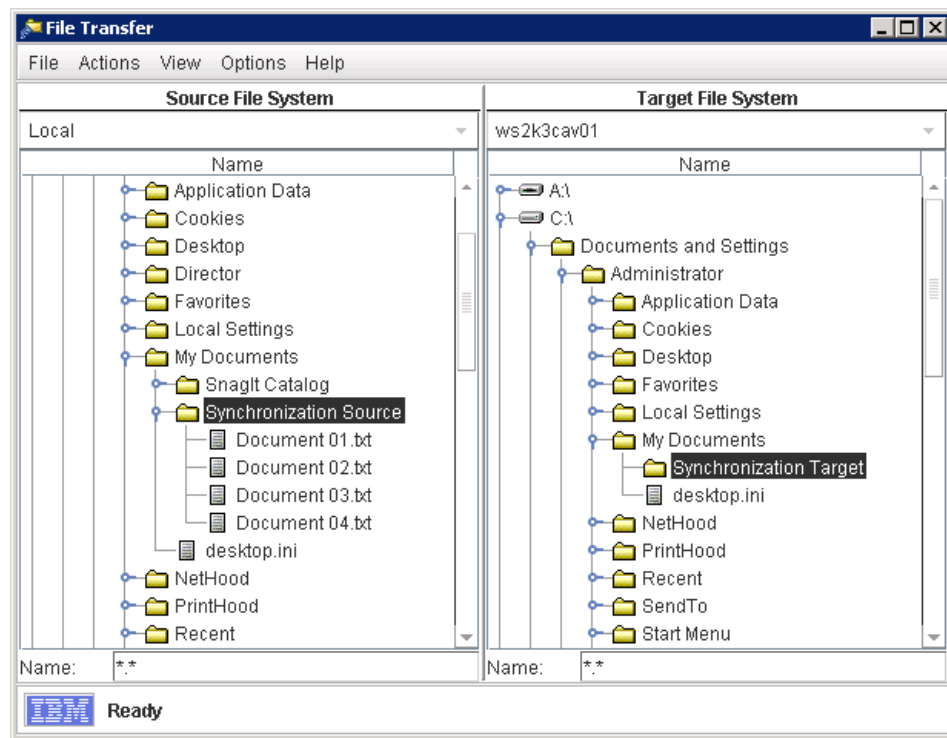 File Transfer
File Actions View Options Help
Source File System
Local
Name
Application Data
Cookies
Desktop
Director
Favorites
Local Settings
My Documents
SnagIt Catalog
Synchronization Source
Document 01.txt
Document 02.txt
Document 03.txt
Document 04.txt
desktop.ini
NetHood
PrintHood
Recent
Name: *.*
Target File System
ws2k3cav01
Name
A:\
C:\
Documents and Settings
Administrator
Application Data
Cookies
Desktop
Favorites
Local Settings
My Documents
Synchronization Target
desktop.ini
NetHood
PrintHood
Recent
SendTo
Start Menu
Name: *.*
IBM Ready